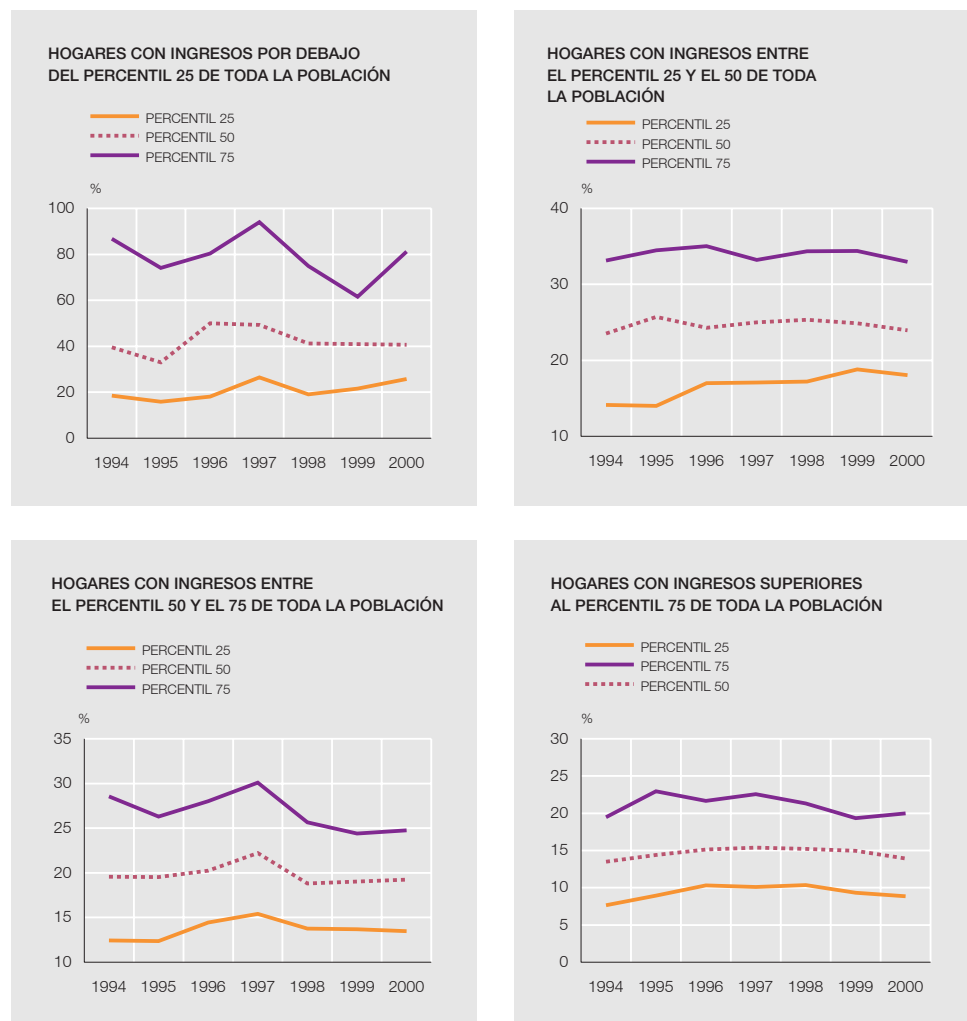 HOGARES CON INGRESOS POR DEBAJO
DEL PERCENTIL 25 DE TODA LA POBLACIÓN
PERCENTIL 25
PERCENTIL 50
PERCENTIL 75
%
100
80
60
40
20
0
1994 1995 1996 1997 1998 1999 2000
HOGARES CON INGRESOS ENTRE
EL PERCENTIL 25 Y EL 50 DE TODA
LA POBLACIÓN
PERCENTIL 25
PERCENTIL 50
PERCENTIL 75
%
40
30
20
10
1994 1995 1996 1997 1998 1999 2000
HOGARES CON INGRESOS ENTRE
EL PERCENTIL 50 Y EL 75 DE TODA LA POBLACIÓN
PERCENTIL 25
PERCENTIL 50
PERCENTIL 75
%
35
30
25
20
15
10
1994 1995 1996 1997 1998 1999 2000
HOGARES CON INGRESOS SUPERIORES
AL PERCENTIL 75 DE TODA LA POBLACIÓN
PERCENTIL 25
PERCENTIL 75
PERCENTIL 50
%
30
25
20
15
10
5
0
1994 1995 1996 1997 1998 1999 2000